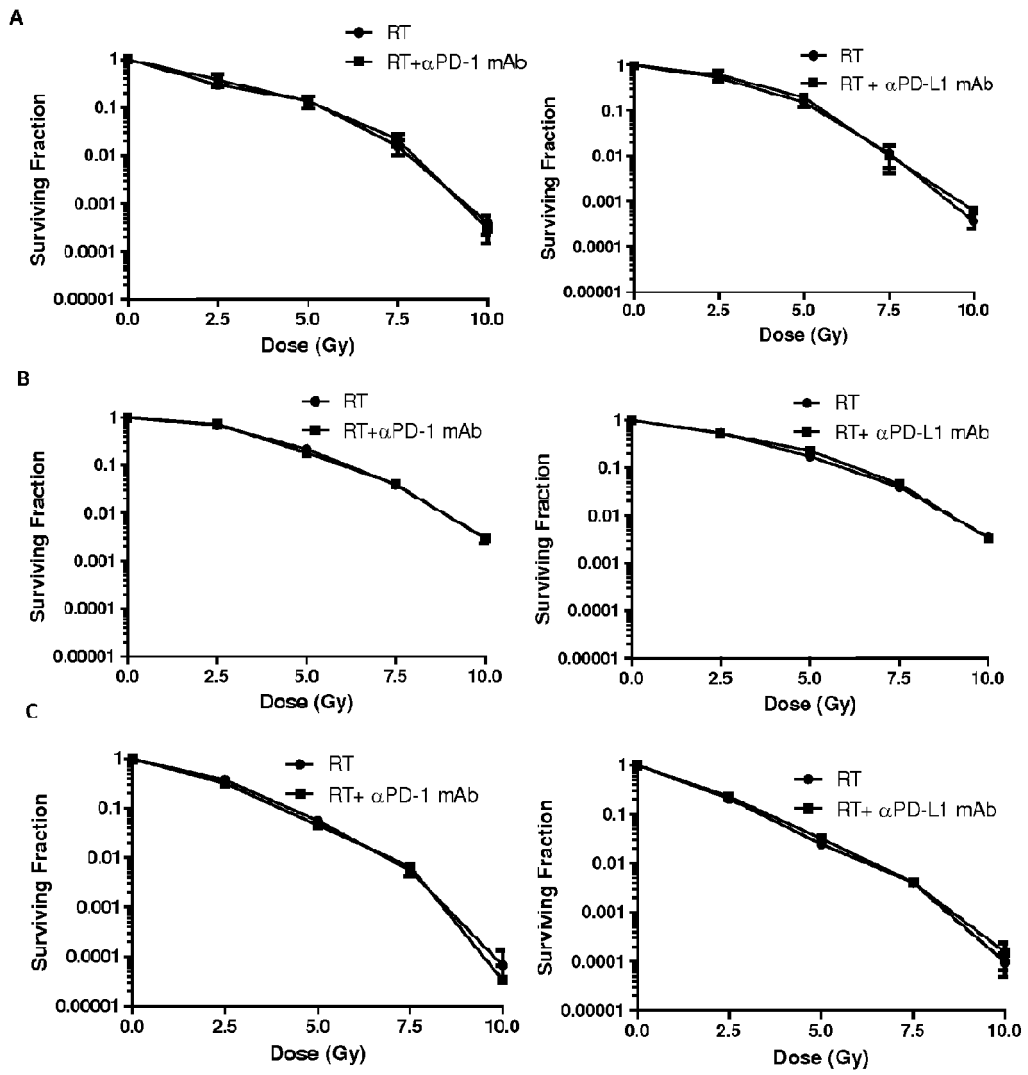 A
RT
RT+αPD-1 mAb
Surviving Fraction
1
0.1
0.01
0.001
0.0001
0.00001
0.0 2.5 5.0 7.5 10.0
Dose (Gy)
RT
RT + αPD-L1 mAb
Surviving Fraction
1
0.1
0.01
0.001
0.0001
0.00001
0.0 2.5 5.0 7.5 10.0
Dose (Gy)
B
RT
RT+αPD-1 mAb
Surviving Fraction
1
0.1
0.01
0.001
0.0001
0.00001
0.0 2.5 5.0 7.5 10.0
Dose (Gy)
RT
RT+ αPD-L1 mAb
Surviving Fraction
1
0.1
0.01
0.001
0.0001
0.00001
0.0 2.5 5.0 7.5 10.0
Dose (Gy)
C
RT
RT+ αPD-1 mAb
Surviving Fraction
1
0.1
0.01
0.001
0.0001
0.00001
0.0 2.5 5.0 7.5 10.0
Dose (Gy)
RT
RT+ αPD-L1 mAb
Surviving Fraction
1
0.1
0.01
0.001
0.0001
0.00001
0.0 2.5 5.0 7.5 10.0
Dose (Gy)